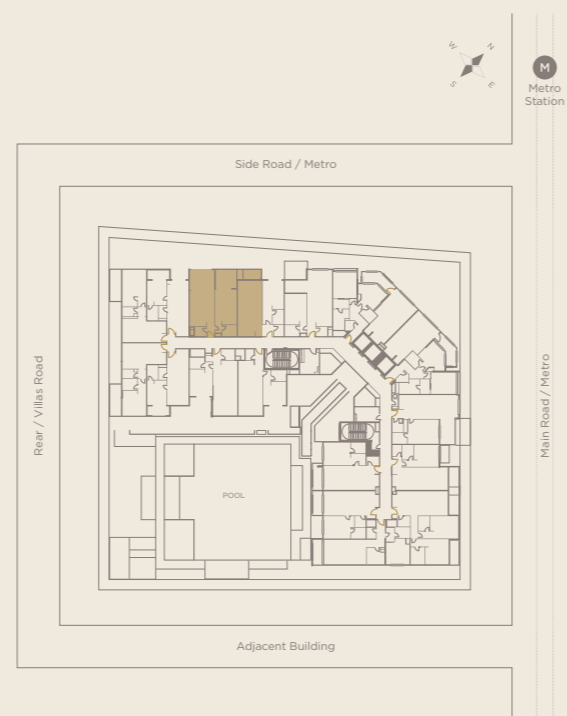 W
N
S
E
M
Metro
Station
Side Road / Metro
Rear / Villas Road
Main Road / Metro
POOL
Adjacent Building